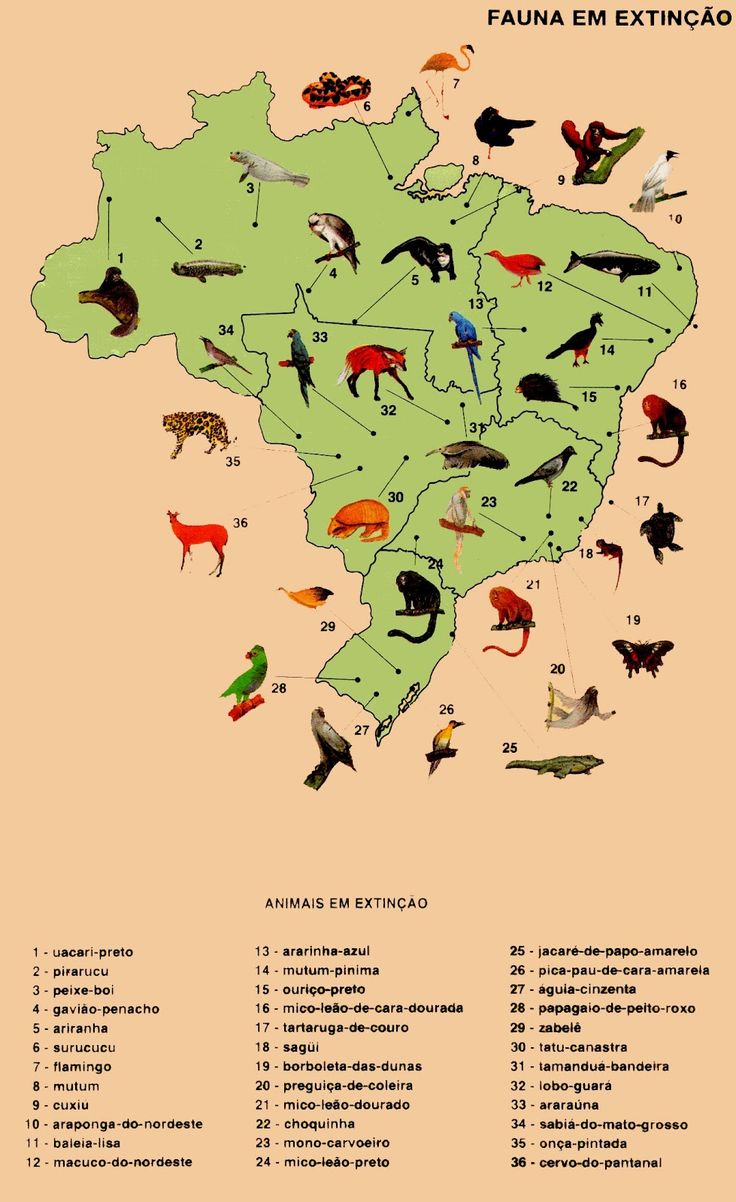 FAUNA EM EXTINÇÃO
7
6
8
9
10
3
1
2
4
5
12
11
13
34
33
14
32
15
16
31
35
30
22
23
17
36
24
18
21
29
19
28
20
26
27
25
ANIMAIS EM EXTINÇÃO
1 - uacari-preto
2 - pirarucu
3 - peixe-boi
4 - gavião-penacho
5 - ariranha
6 - surucucu
7 - flamingo
8 - mutum
9 - cuxiú
10 - araponga-do-nordeste
11 - baleia-lisa
12 - macuco-do-nordeste
13 - ararinha-azul
14 - mutum-pinima
15 - ouriço-preto
16 - mico-leão-de-cara-dourada
17 - tartaruga-de-couro
18 - sagüi
19 - borboleta-das-dunas
20 - preguiça-de-coleira
21 - mico-leão-dourado
22 - choquinha
23 - mono-carvoeiro
24 - mico-leão-preto
25 - jacaré-de-papo-amarelo
26 - pica-pau-de-cara-amarela
27 - águia-cinzenta
28 - papagaio-de-peito-roxo
29 - zabelê
30 - tatu-canastra
31 - tamanduá-bandeira
32 - lobo-guará
33 - araraúna
34 - sabiá-do-mato-grosso
35 - onça-pintada
36 - cervo-do-pantanal